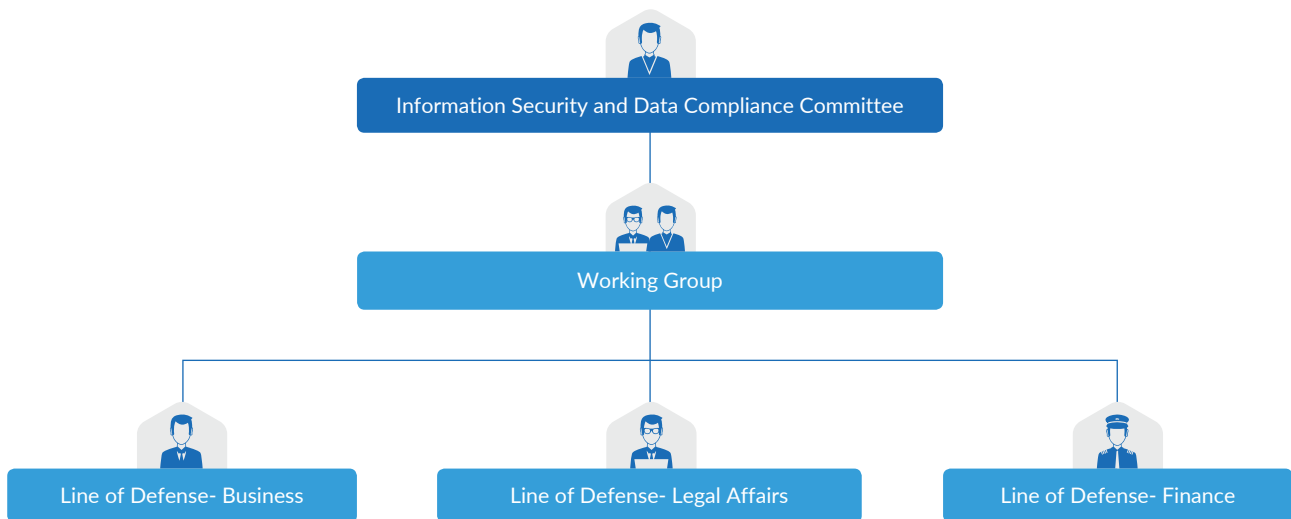 Information Security and Data Compliance Committee
Working Group
Line of Defense- Business
Line of Defense- Legal Affairs
Line of Defense- Finance